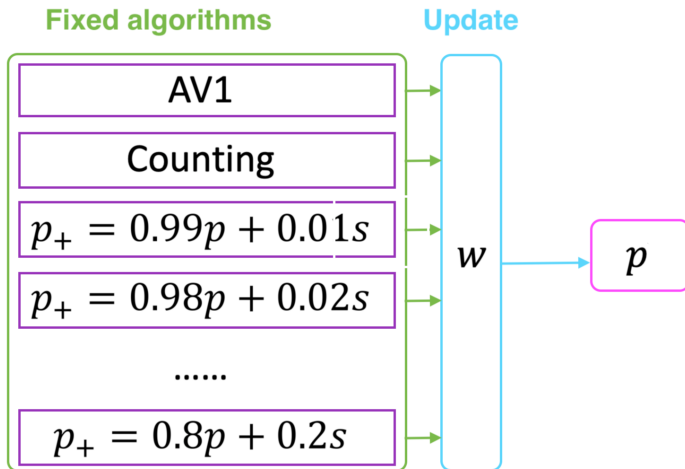 Fixed algorithms Update
AV1
Counting
p₊ = 0.99p + 0.01s
p₊ = 0.98p + 0.02s
w
p
......
p₊ = 0.8p + 0.2s